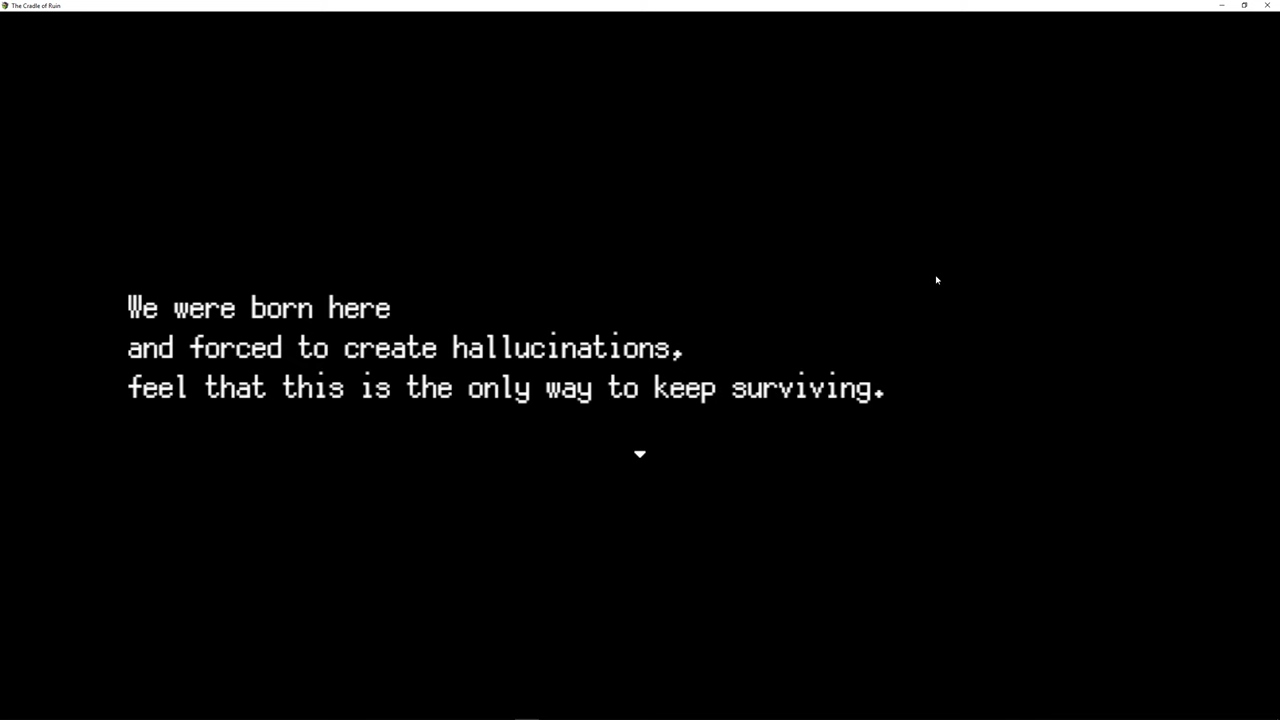 The Cradle of Ruin
We were born here
and forced to create hallucinations,
feel that this is the only way to keep surviving.